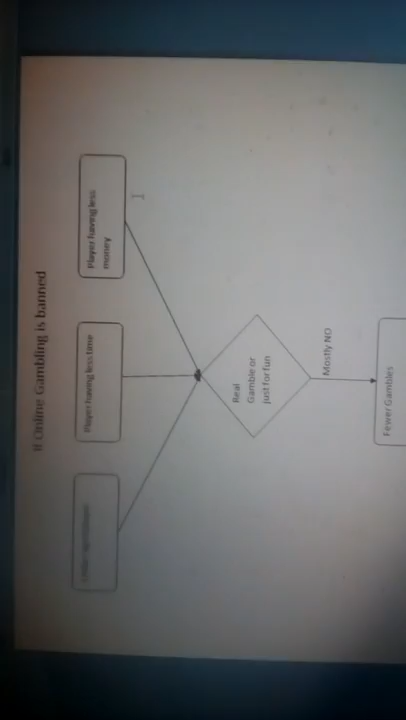 If Online Gambling is banned
Player having less time
Player having less
money
Real
Gamble or
just for fun
Mostly NO
Fewer Gambles